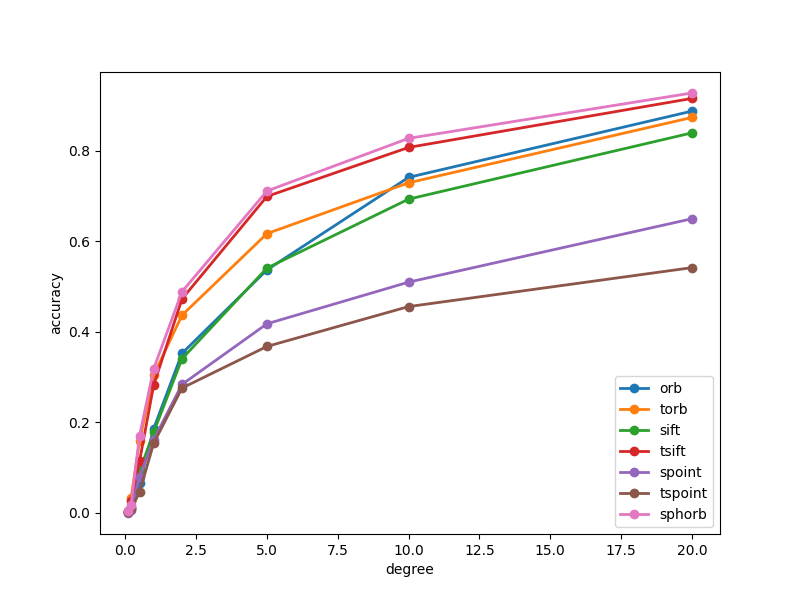 accuracy
0.8
0.6
0.4
0.2
0.0
orb
torb
sift
tsift
spoint
tspoint
sphorb
0.0 2.5 5.0 7.5 10.0 12.5 15.0 17.5 20.0
degree